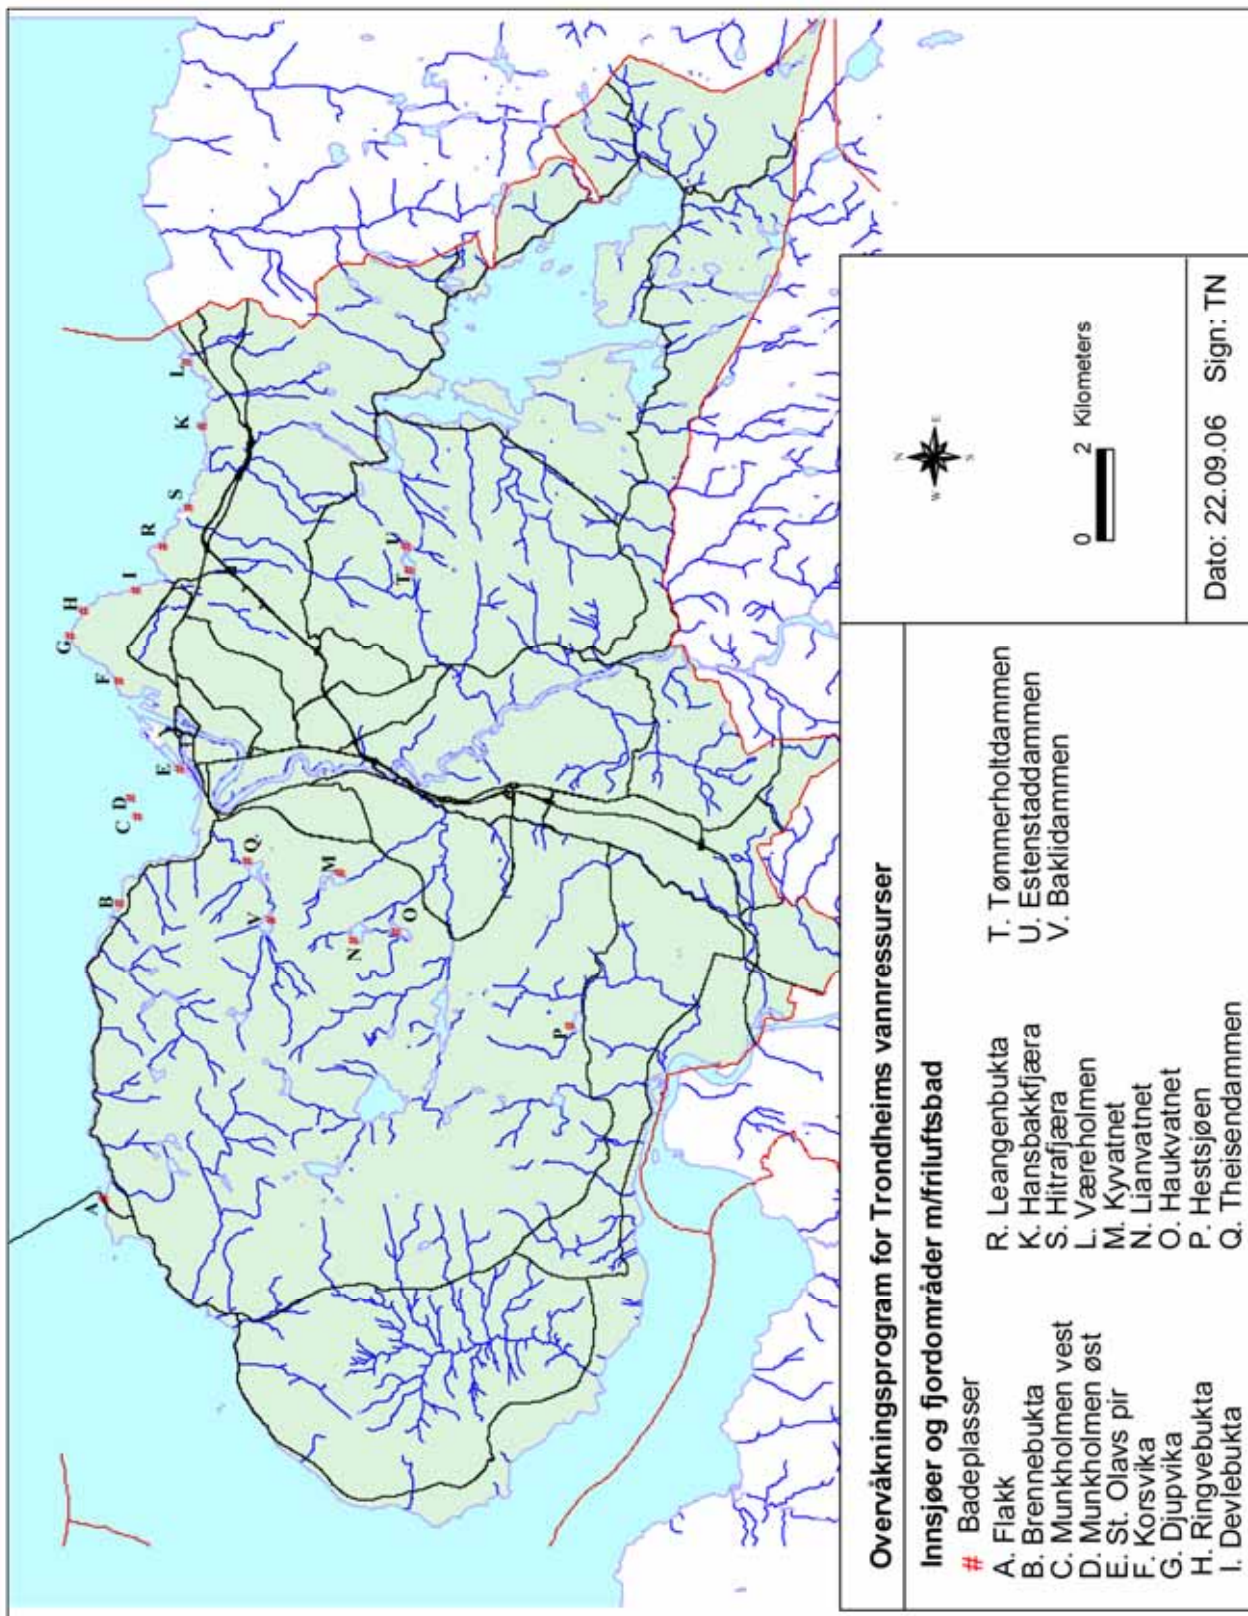 A
B
C
D
E
F
G
H
I
R
S
K
L
Q
V
M
N
O
P
T
U
Overvåkningsprogram for Trondheims vannressurser
Innsjøer og fjordområder m/friluftsbad
# Badeplasser
A. Flakk
B. Brennebukta
C. Munkholmen vest
D. Munkholmen øst
E. St. Olavs pir
F. Korsvika
G. Djupvika
H. Ringvebukta
I. Devlebukta
R. Leangenbukta
K. Hansbakkfjæra
S. Hitrafjæra
L. Væreholmen
M. Kyvatnet
N. Lianvatnet
O. Haukvatnet
P. Hestsjøen
Q. Theisendammen
T. Tømmerholtdammen
U. Estenstaddammen
V. Baklidammen
N
W E
S
0 2 Kilometers
Dato: 22.09.06 Sign: TN